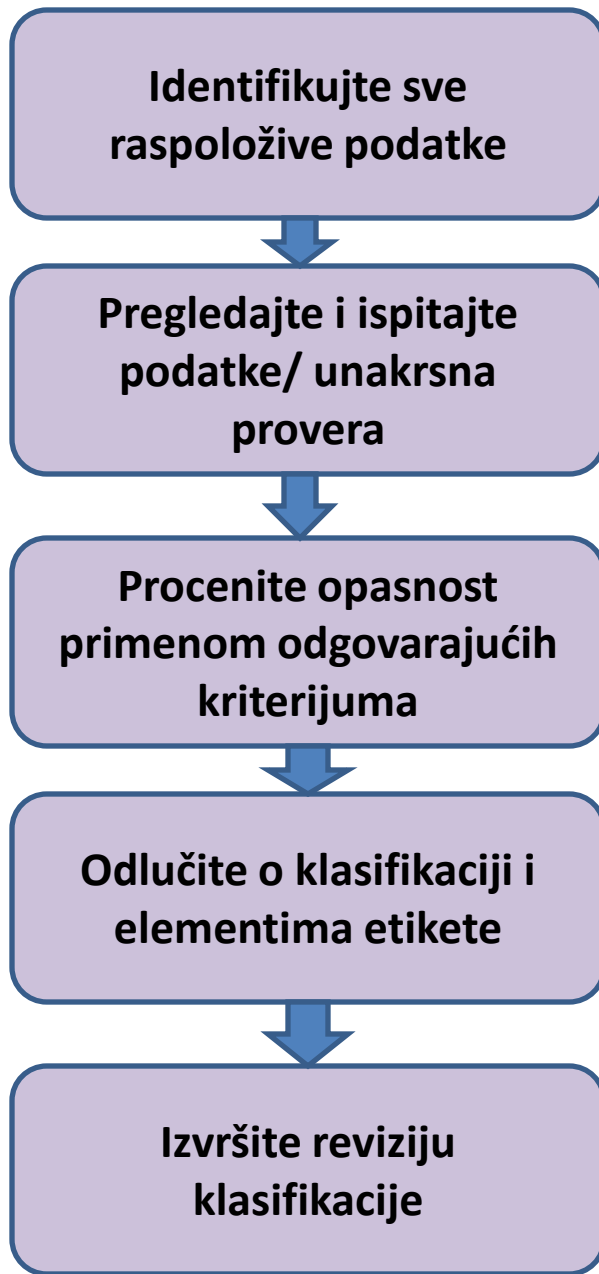 Identifikujte sve
raspoložive podatke
Pregledajte i ispitajte
podatke/ unakrsna
provera
Procenite opasnost
primenom odgovarajućih
kriterijuma
Odlučite o klasifikaciji i
elementima etikete
Izvršite reviziju
klasifikacije